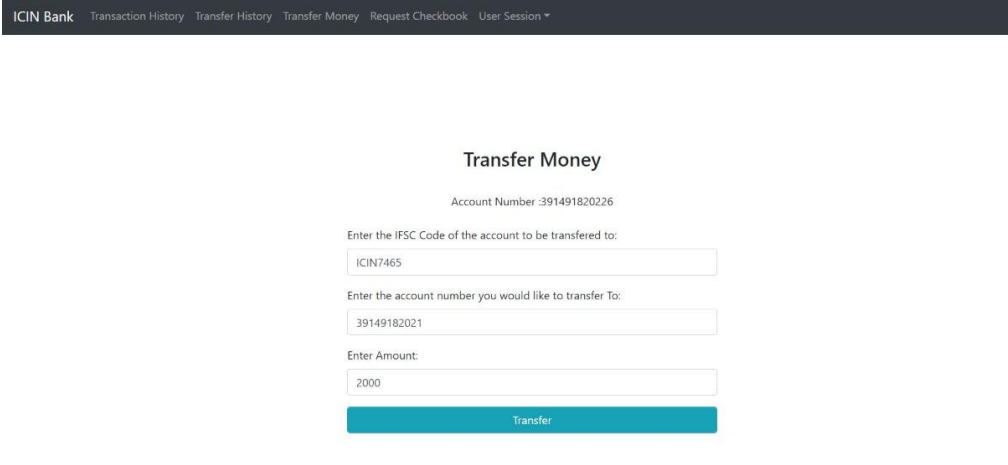 ICIN Bank Transaction History Transfer History Transfer Money Request Checkbook User Session
Transfer Money
Account Number :391491820226
Enter the IFSC Code of the account to be transfered to:
ICIN7465
Enter the account number you would like to transfer To:
39149182021
Enter Amount:
2000
Transfer